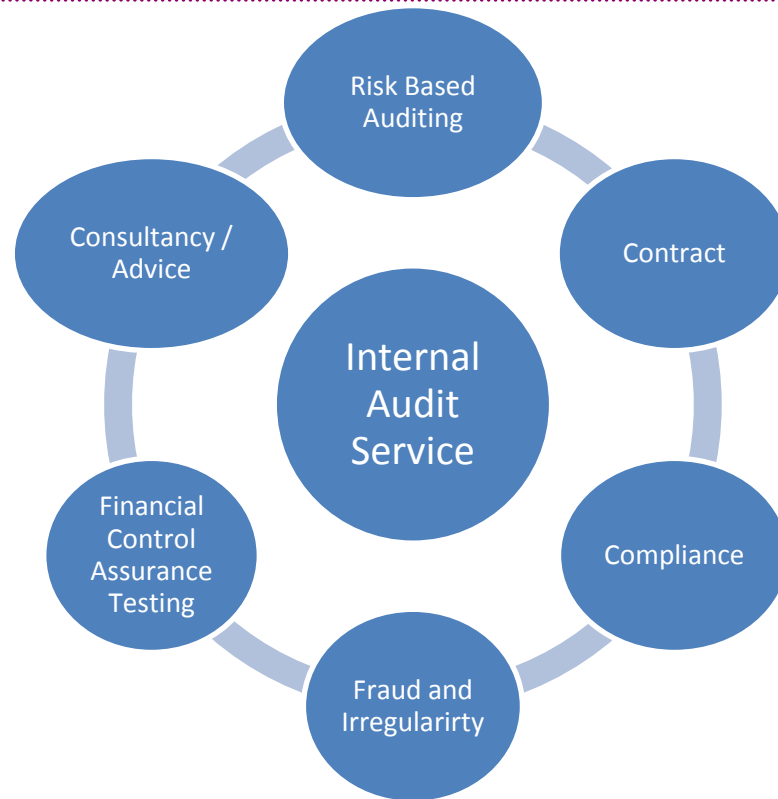 Risk Based
Auditing
Consultancy /
Advice
Contract
Internal
Audit
Service
Financial
Control
Assurance
Testing
Compliance
Fraud and
Irregularirty